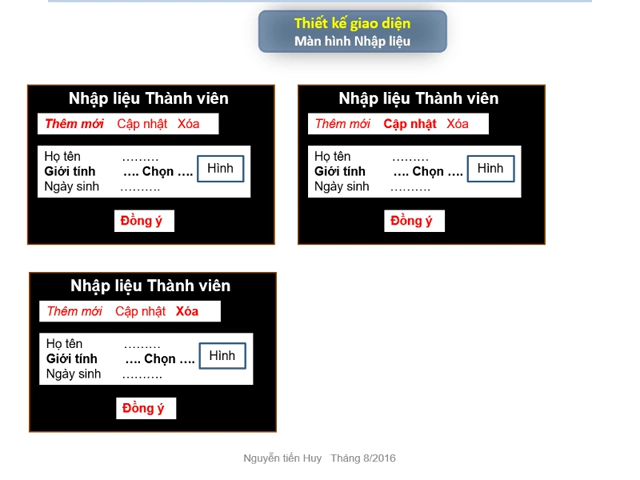 Thiết kế giao diện
Màn hình Nhập liệu
Nhập liệu Thành viên
Thêm mới Cập nhật Xóa
Họ tên ………
Giới tính …. Chọn …. Hình
Ngày sinh ……….
Đồng ý
Nhập liệu Thành viên
Thêm mới Cập nhật Xóa
Họ tên ………
Giới tính …. Chọn …. Hình
Ngày sinh ……….
Đồng ý
Nhập liệu Thành viên
Thêm mới Cập nhật Xóa
Họ tên ………
Giới tính …. Chọn …. Hình
Ngày sinh ……….
Đồng ý
Nguyễn tiến Huy Tháng 8/2016